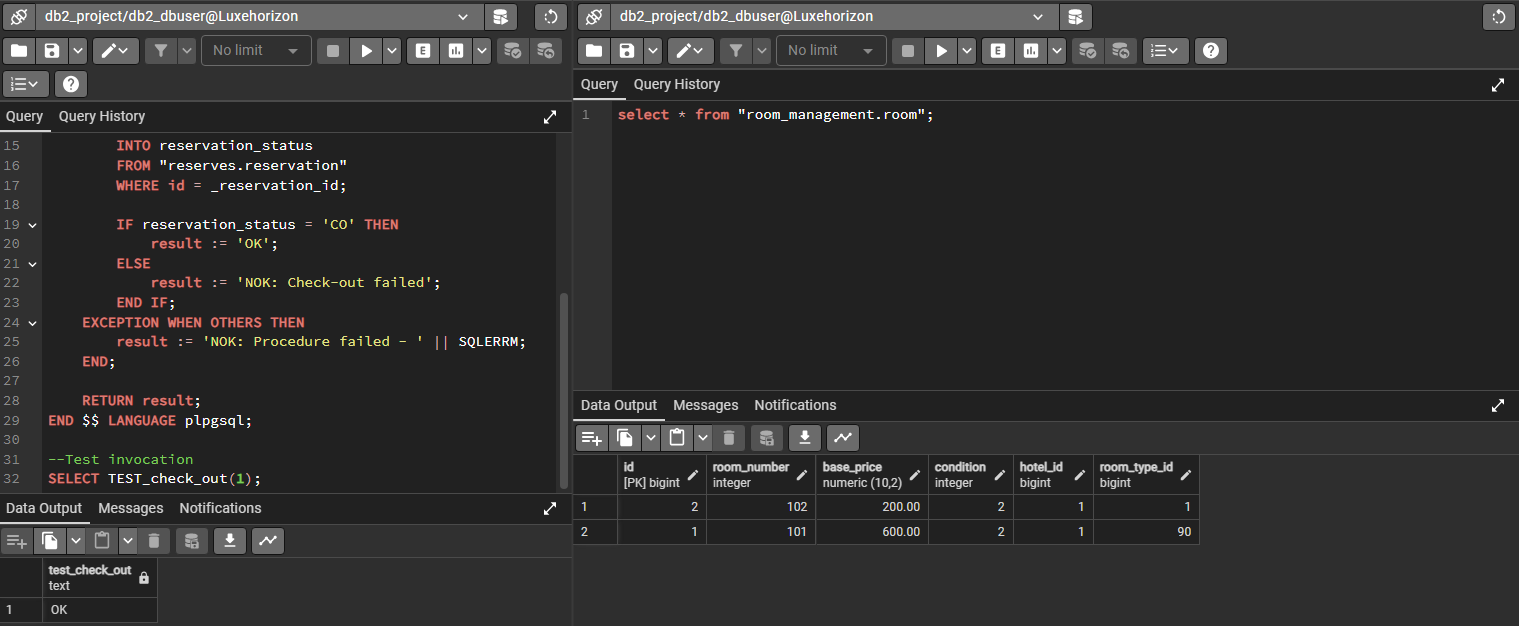 db2_project/db2_dbuser@Luxehorizon
No limit
E
Query Query History
15 INTO reservation_status
16 FROM "reserves.reservation"
17 WHERE id = _reservation_id;
18
19 IF reservation_status = 'CO' THEN
20 result := 'OK';
21 ELSE
22 result := 'NOK: Check-out failed';
23 END IF;
24 EXCEPTION WHEN OTHERS THEN
25 result := 'NOK: Procedure failed - ' || SQLERRM;
26 END;
27
28 RETURN result;
29 END $$ LANGUAGE plpgsql;
30
31 --Test invocation
32 SELECT TEST_check_out(1);
Data Output Messages Notifications
test_check_out
text
1 OK
db2_project/db2_dbuser@Luxehorizon
No limit
E
Query Query History
1 select * from "room_management.room";
Data Output Messages Notifications
id room_number base_price condition hotel_id room_type_id
[PK] bigint integer numeric (10,2) integer bigint bigint
1 2 102 200.00 2 1 1
2 1 101 600.00 2 1 90